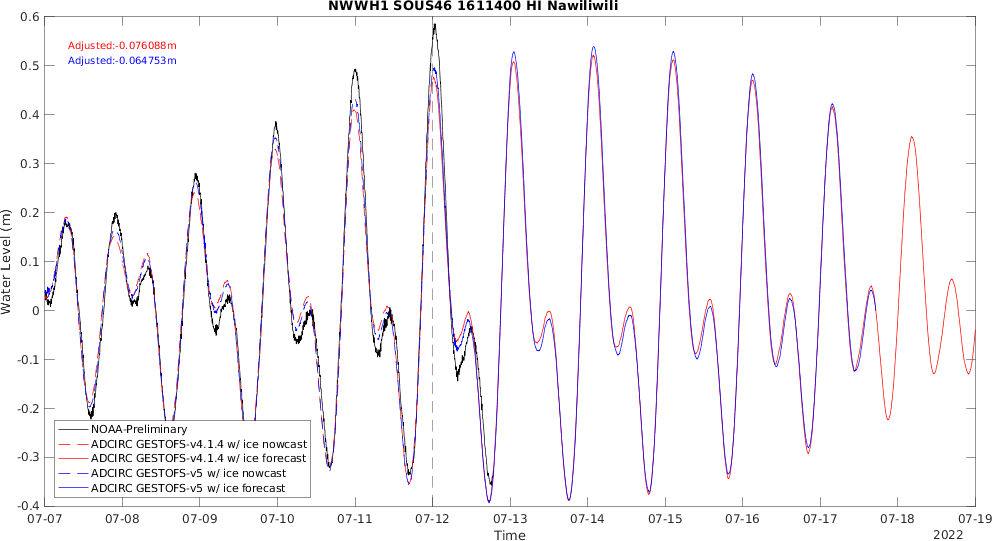 NWWH1 SOUS46 1611400 HI Nawiliwili
Adjusted:-0.076088m
Adjusted:-0.064753m
0.6
0.5
0.4
0.3
0.2
0.1
0
-0.1
-0.2
-0.3
-0.4
Water Level (m)
NOAA-Preliminary
ADCIRC GESTOFS-v4.1.4 w/ ice nowcast
ADCIRC GESTOFS-v4.1.4 w/ ice forecast
ADCIRC GESTOFS-v5 w/ ice nowcast
ADCIRC GESTOFS-v5 w/ ice forecast
07-07 07-08 07-09 07-10 07-11 07-12 07-13 07-14 07-15 07-16 07-17 07-18 07-19
Time
2022